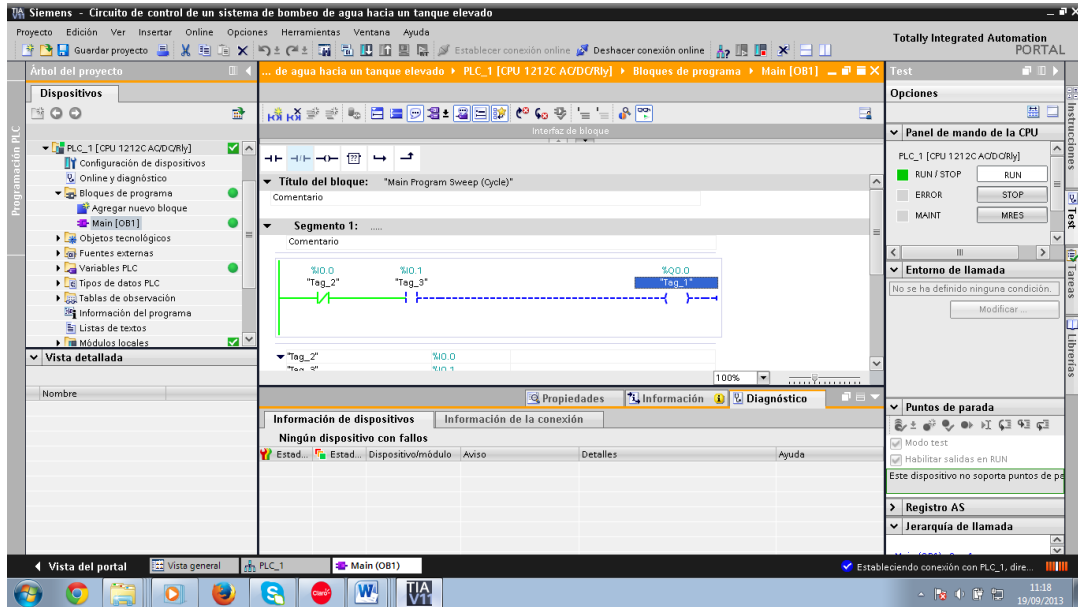 Siemens - Circuito de control de un sistema de bombeo de agua hacia un tanque elevado
Proyecto Edición Ver Insertar Online Opciones Herramientas Ventana Ayuda
Guardar proyecto
Establecer conexión online
Deshacer conexión online
Totally Integrated Automation
PORTAL
Árbol del proyecto
... de agua hacia un tanque elevado PLC_1 [CPU 1212C AC/DC/Rly] Bloques de programa Main [OB1]
Test
Dispositivos
Opciones
Programación PLC
PLC_1 [CPU 1212C AC/DC/Rly]
Configuración de dispositivos
Online y diagnóstico
Bloques de programa
Agregar nuevo bloque
Main [OB1]
Objetos tecnológicos
Fuentes externas
Variables PLC
Tipos de datos PLC
Tablas de observación
Información del programa
Listas de textos
Módulos locales
Vista detallada
Nombre
Interfaz de bloque
Título del bloque: "Main Program Sweep (Cycle)"
Comentario
Segmento 1: .....
Comentario
%I0.0
"Tag_2"
%I0.1
"Tag_3"
%Q0.0
"Tag_1"
"Tag_2" %I0.0
"Tag_3" %I0.1
100%
Propiedades
Información
Diagnóstico
Información de dispositivos
Información de la conexión
Ningún dispositivo con fallos
Estad... Estad... Dispositivo/módulo Aviso Detalles Ayuda
Panel de mando de la CPU
PLC_1 [CPU 1212C AC/DC/Rly]
RUN / STOP RUN
ERROR STOP
MAINT MRES
Entorno de llamada
No se ha definido ninguna condición.
Modificar...
Puntos de parada
Modo test
Habilitar salidas en RUN
Este dispositivo no soporta puntos de pa
Registro AS
Jerarquía de llamada
Instrucciones
Test
Tareas
Librerías
Vista del portal
Vista general
PLC_1
Main (OB1)
Estableciendo conexión con PLC_1, dire...
Claro
TIA
V11
11:18
19/09/2013